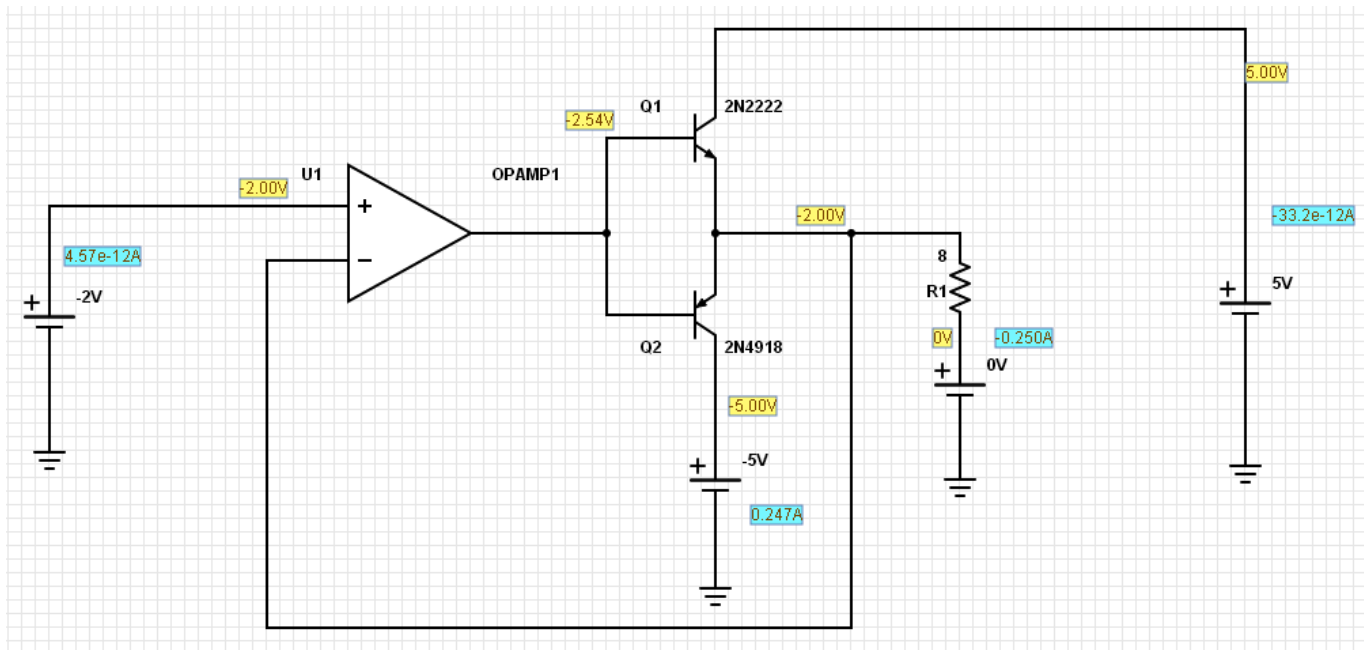 5.00V
Q1 2N2222
-2.54V
U1 OPAMP1
-2.00V
+
-2.00V
-33.2e-12A
4.57e-12A
−
8
+ -2V
R1
+ 5V
Q2 2N4918
0V -0.250A
+ 0V
-5.00V
+ -5V
0.247A